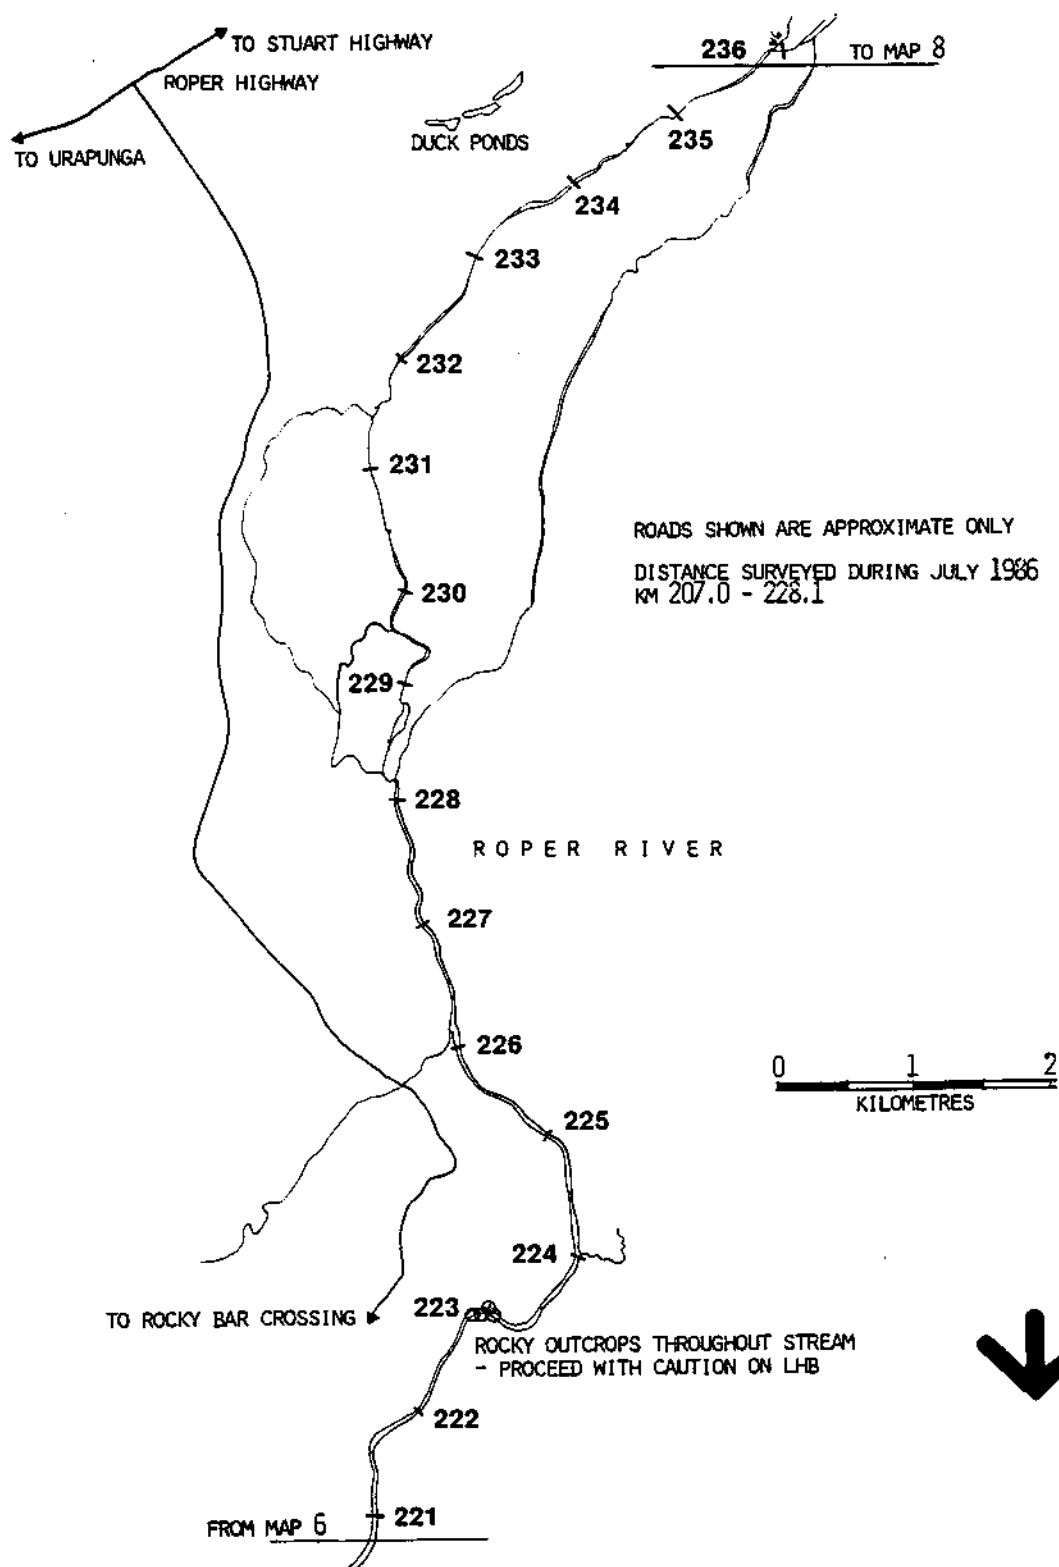 TO STUART HIGHWAY
ROPER HIGHWAY
TO URAPUNGA
DUCK PONDS
236
TO MAP 8
235
234
233
232
231
ROADS SHOWN ARE APPROXIMATE ONLY
DISTANCE SURVEYED DURING JULY 1986
KM 207.0 - 228.1
230
229
228
ROPER RIVER
227
226
0 1 2
KILOMETRES
225
224
TO ROCKY BAR CROSSING
223
ROCKY OUTCROPS THROUGHOUT STREAM
- PROCEED WITH CAUTION ON LHB
222
221
FROM MAP 6